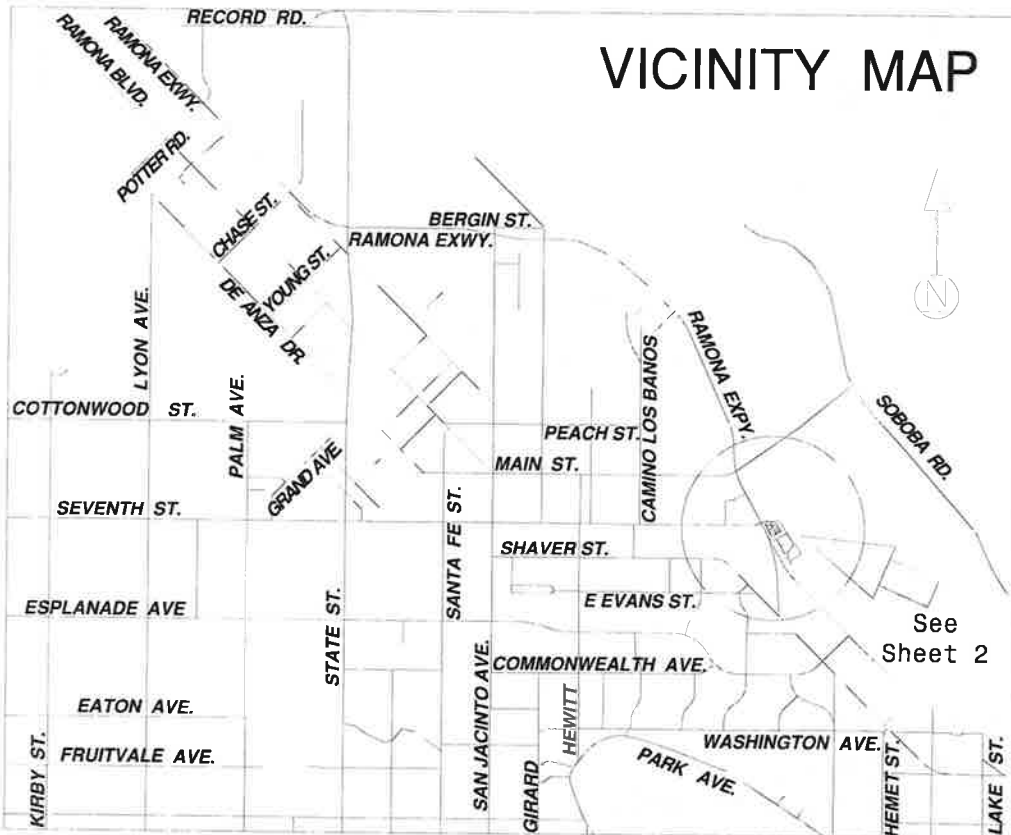 RECORD RD.
VICINITY MAP
RAMONA EXWY.
RAMONA BLVD.
POTTER RD.
CHASE ST.
BERGIN ST.
RAMONA EXWY.
YOUNG ST.
DE ANZA DR.
N
LYON AVE.
RAMONA EXPY.
CAMINO LOS BANOS
SOBOBA RD.
COTTONWOOD ST.
PALM AVE.
PEACH ST.
GRAND AVE.
MAIN ST.
SEVENTH ST.
SANTA FE ST.
SHAVER ST.
ESPLANADE AVE
E EVANS ST.
STATE ST.
See
Sheet 2
SAN JACINTO AVE.
COMMONWEALTH AVE.
EATON AVE.
HEWITT
WASHINGTON AVE.
FRUITVALE AVE.
KIRBY ST.
GIRARD
PARK AVE.
HEMET ST.
LAKE ST.